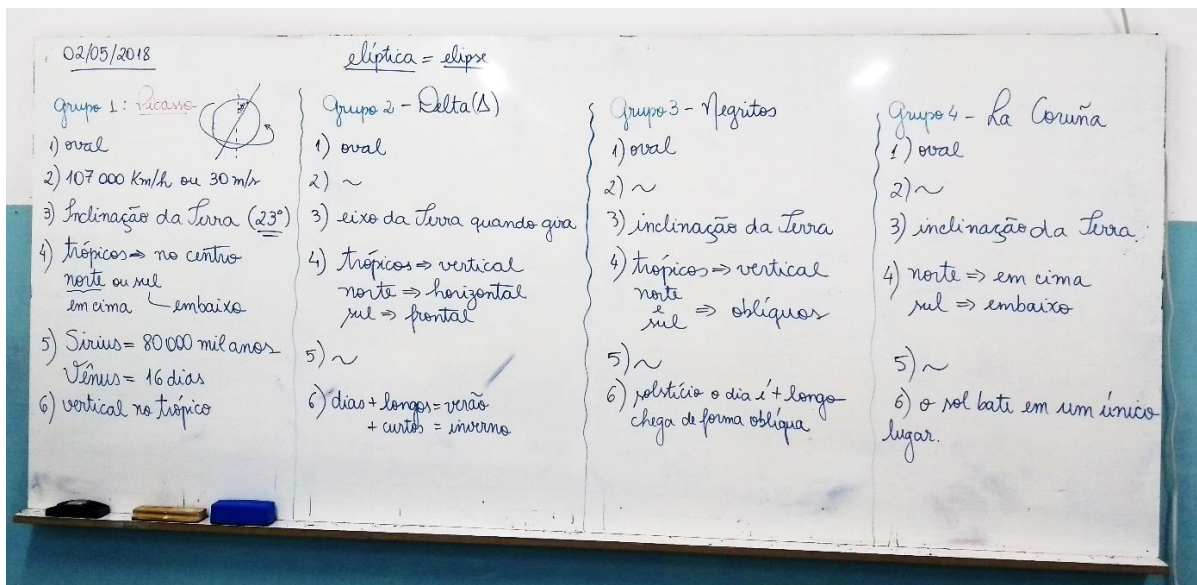 02/05/2018
elíptica = elipse
Grupo 1: Picasso
1) oval
2) 107 000 Km/h ou 30 m/s
3) Inclinação da Terra (23°)
4) trópicos ⇒ no centro
norte ou sul
em cima embaixo
5) Sirius = 80 000 mil anos
Vênus = 16 dias
6) vertical no trópico
Grupo 2 - Delta (Δ)
1) oval
2) ~
3) eixo da Terra quando gira
4) trópicos ⇒ vertical
norte ⇒ horizontal
sul ⇒ frontal
5) ~
6) dias + longos = verão
+ curtos = inverno
Grupo 3 - Negritos
1) oval
2) ~
3) inclinação da Terra
4) trópicos ⇒ vertical
norte
e ⇒ oblíquos
sul
5) ~
6) solstício o dia é + longo
chega de forma oblíqua
Grupo 4 - La Coruña
1) oval
2) ~
3) inclinação da Terra.
4) norte ⇒ em cima
sul ⇒ embaixo
5) ~
6) o sol bate em um único
lugar.